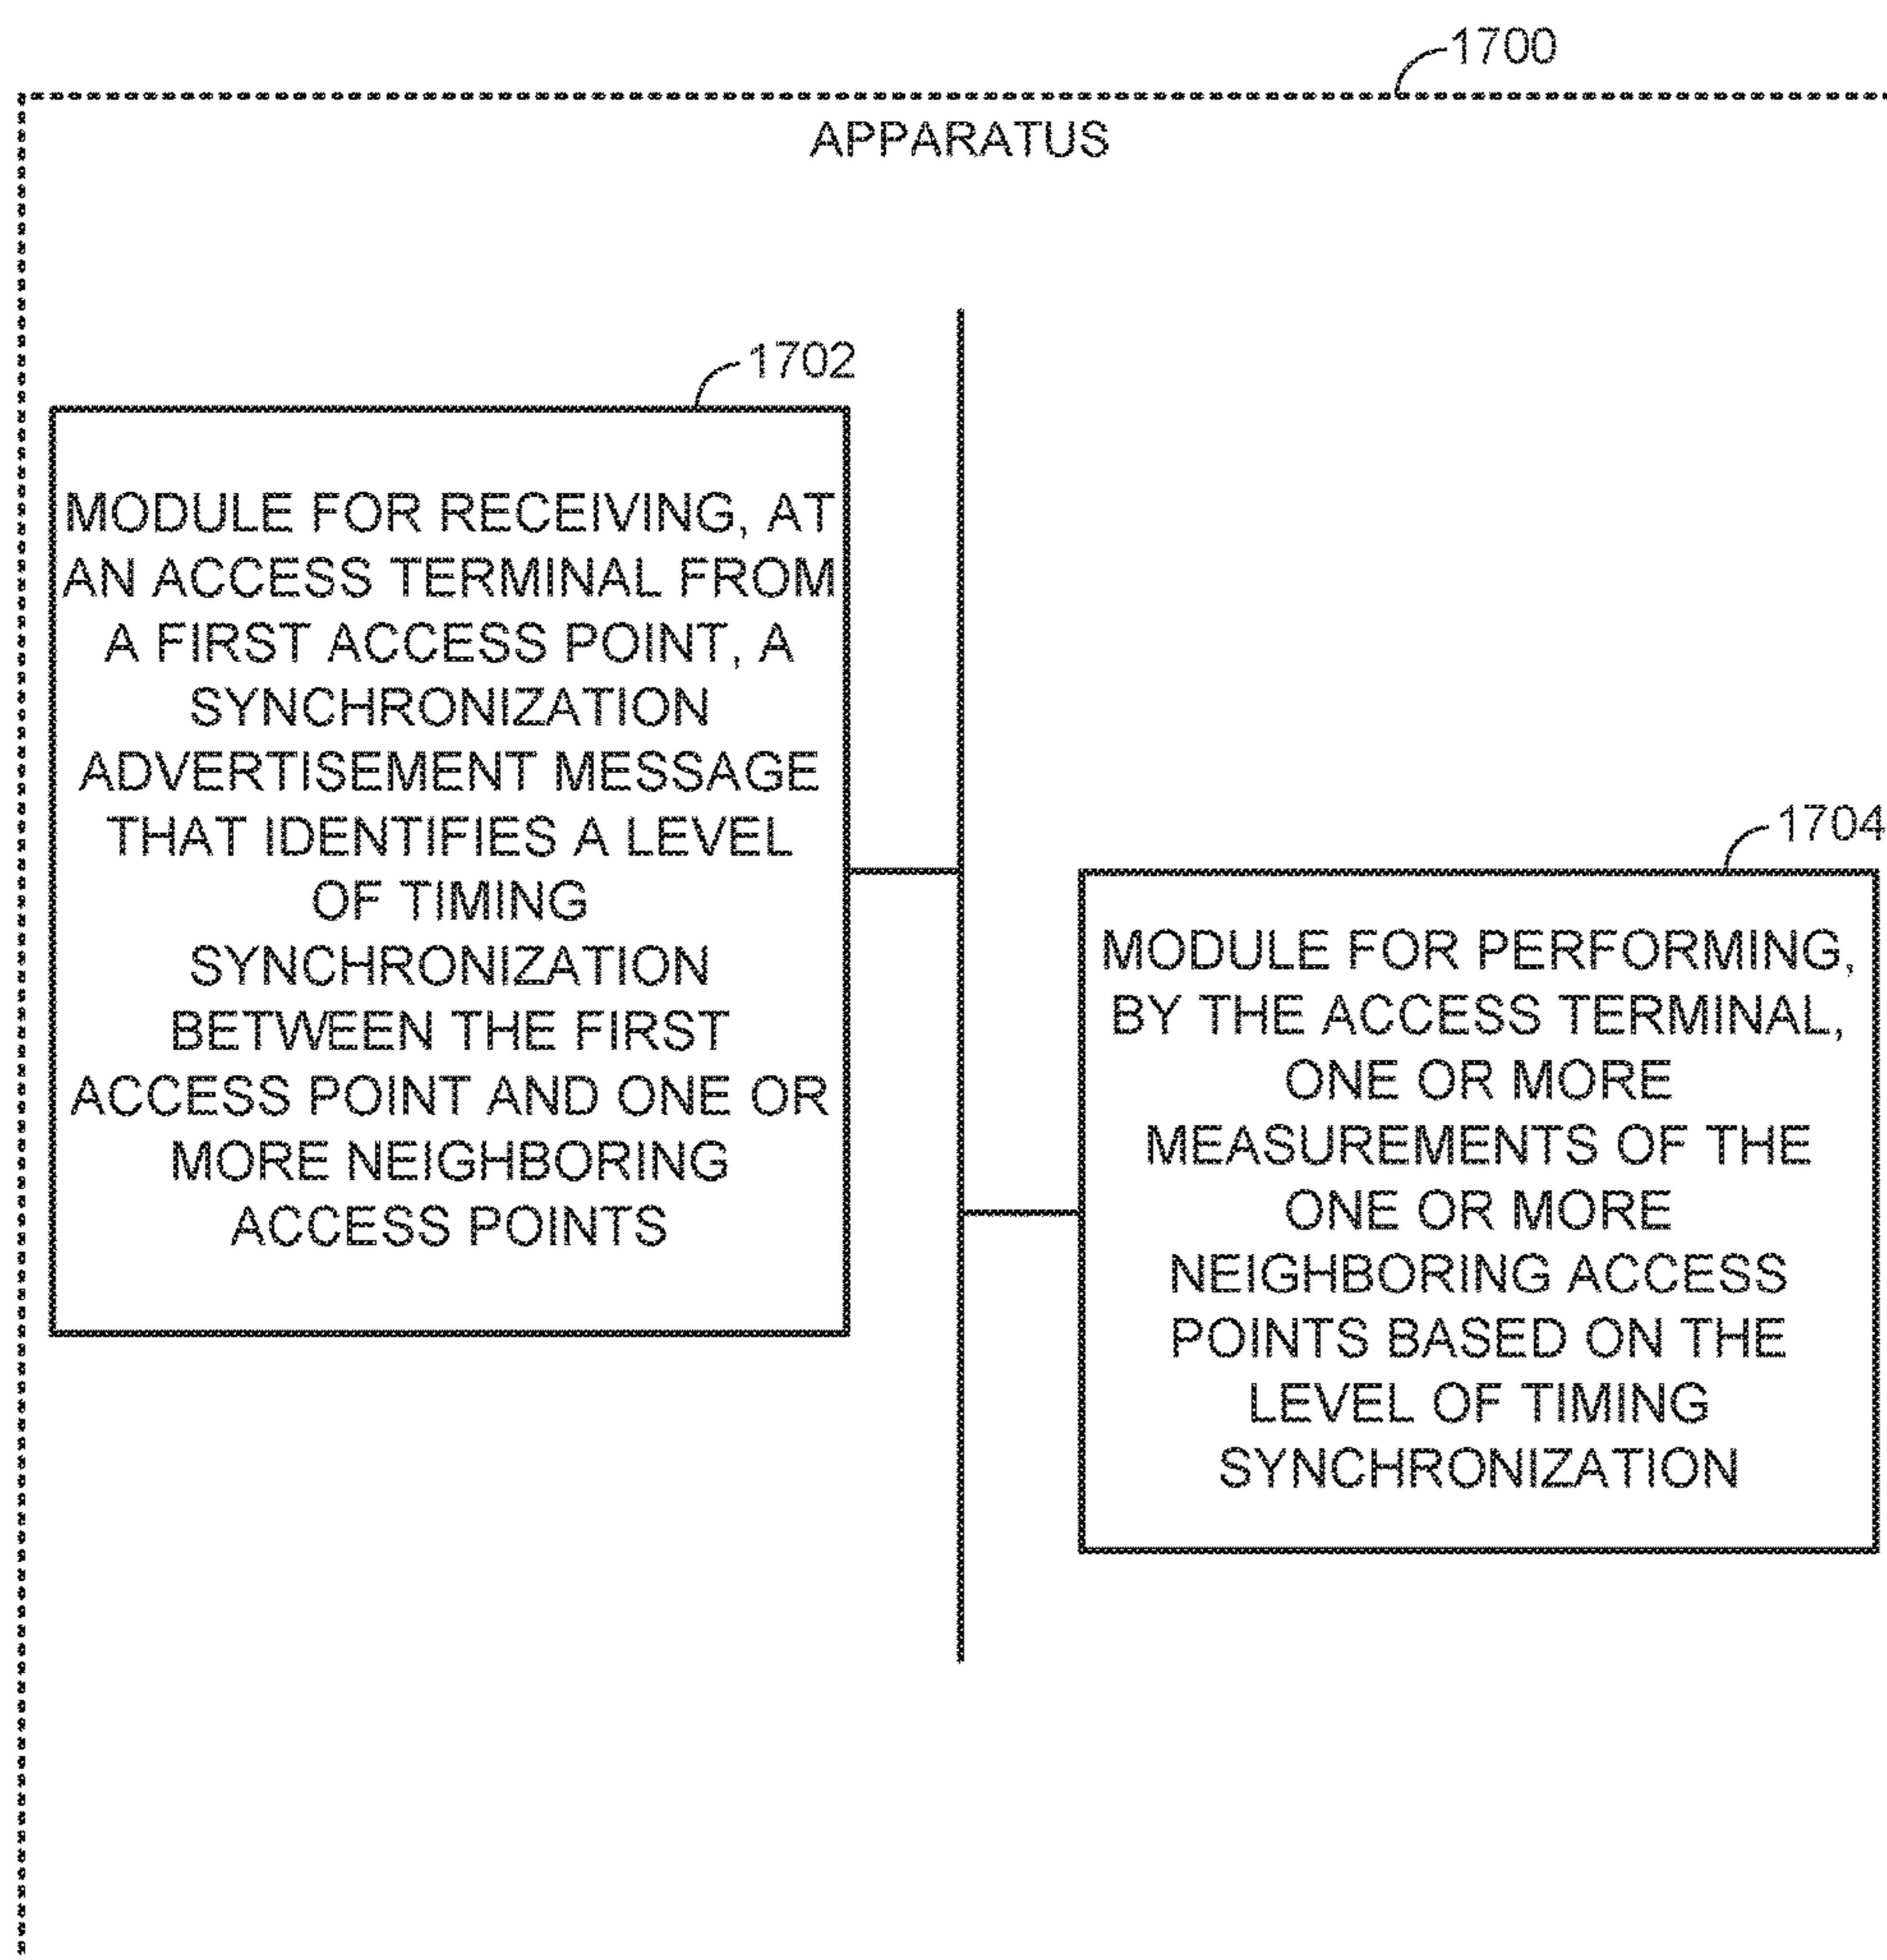 1700
APPARATUS
1702
MODULE FOR RECEIVING, AT
AN ACCESS TERMINAL FROM
A FIRST ACCESS POINT, A
SYNCHRONIZATION
ADVERTISEMENT MESSAGE
THAT IDENTIFIES A LEVEL
OF TIMING
SYNCHRONIZATION
BETWEEN THE FIRST
ACCESS POINT AND ONE OR
MORE NEIGHBORING
ACCESS POINTS
1704
MODULE FOR PERFORMING,
BY THE ACCESS TERMINAL,
ONE OR MORE
MEASUREMENTS OF THE
ONE OR MORE
NEIGHBORING ACCESS
POINTS BASED ON THE
LEVEL OF TIMING
SYNCHRONIZATION